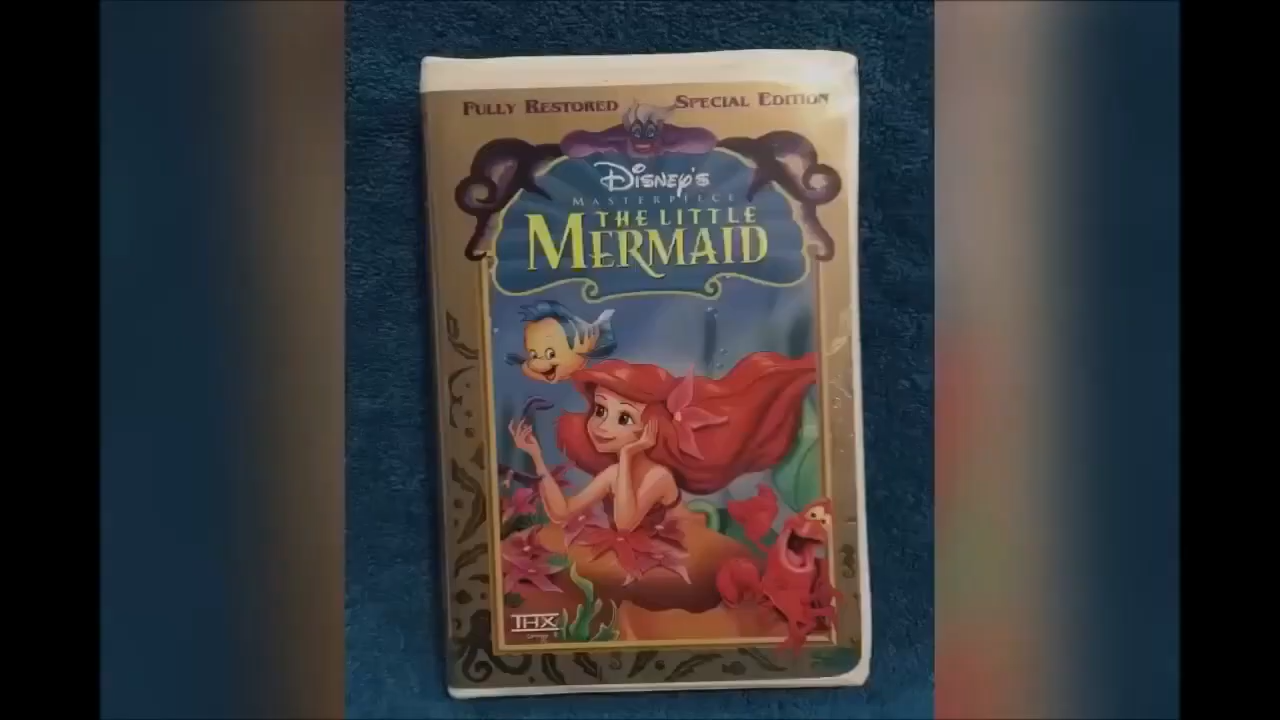 FULLY RESTORED SPECIAL EDITION
DISNEY'S
MASTERPIECE
THE LITTLE
MERMAID
THX